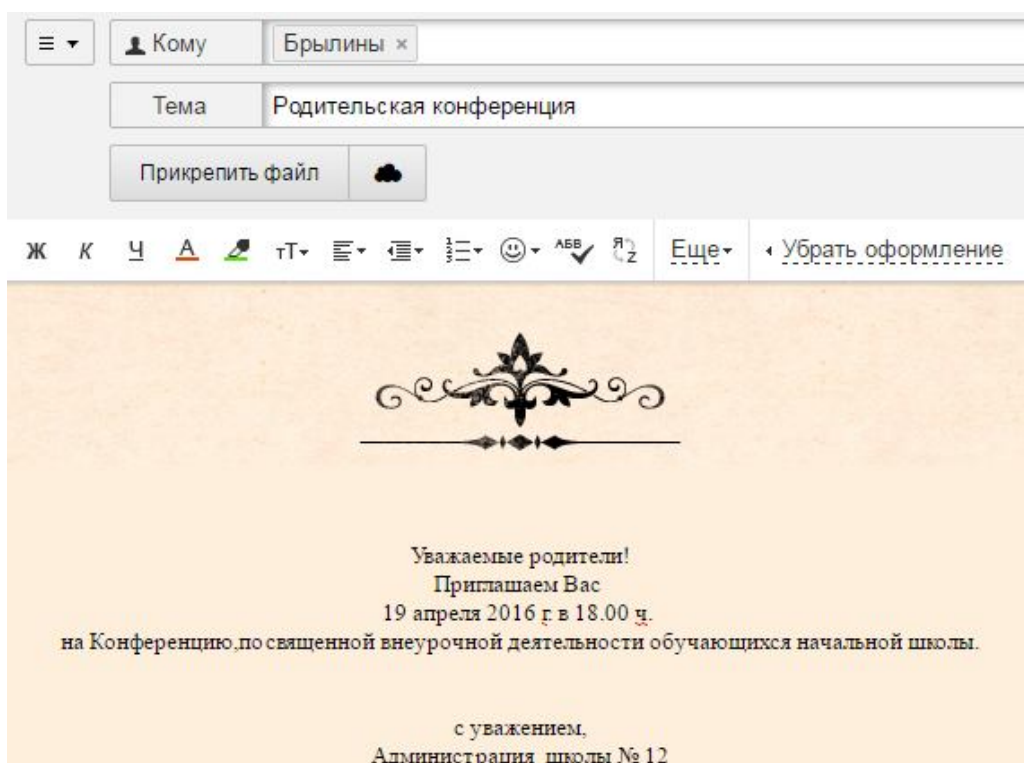 Кому Брылины ×
Тема Родительская конференция
Прикрепить файл
Ж К Ч А тТ АБВ Я Z Еще Убрать оформление
Уважаемые родители!
Приглашаем Вас
19 апреля 2016 г. в 18.00 ч.
на Конференцию,посвященной внеурочной деятельности обучающихся начальной школы.
с уважением,
Администрация школы № 12